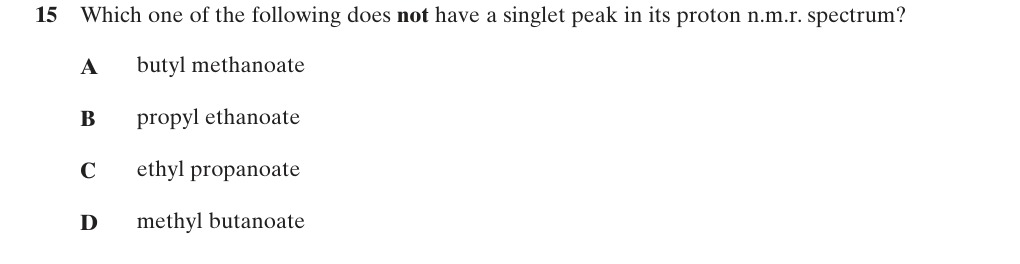 15 Which one of the following does not have a singlet peak in its proton n.m.r. spectrum?
A butyl methanoate
B propyl ethanoate
C ethyl propanoate
D methyl butanoate